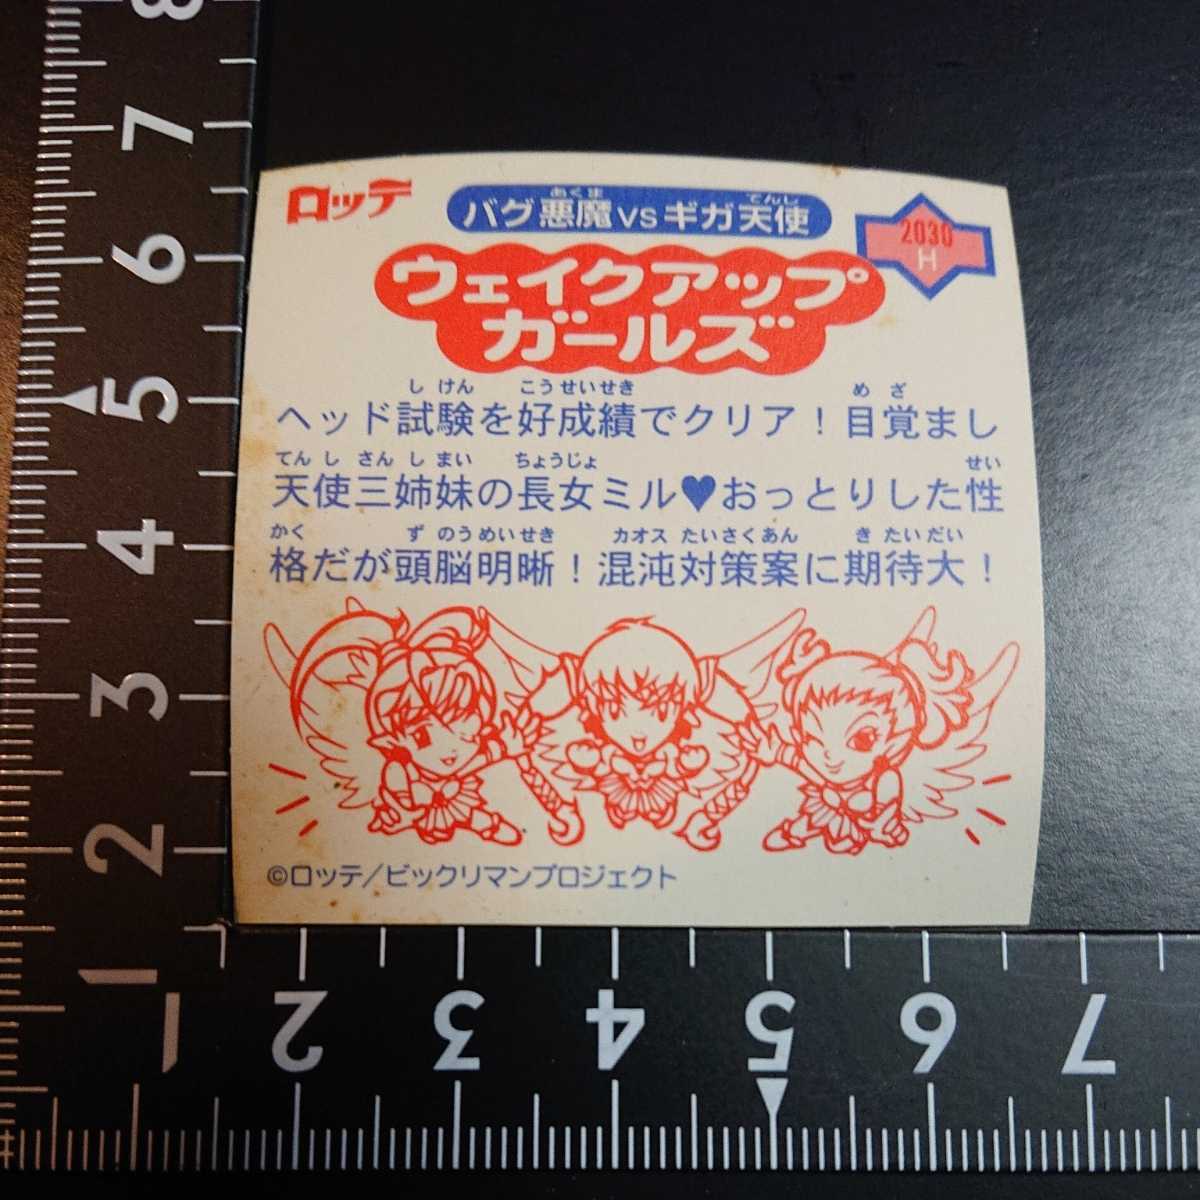 ロッテ
あくま てんし
バグ悪魔vsギガ天使
2030
H
ウェイクアップ
ガールズ
しけん こうせいせき めざ
ヘッド試験を好成績でクリア！目覚まし
てんしさんしまい ちょうじょ せい
天使三姉妹の長女ミル♥おっとりした性
かく ずのうめいせき カオスたいさくあん きたいだい
格だが頭脳明晰！混沌対策案に期待大！
©ロッテ/ビックリマンプロジェクト
8
7
6
5
4
3
2
1
1 2 3 4 5 6 7